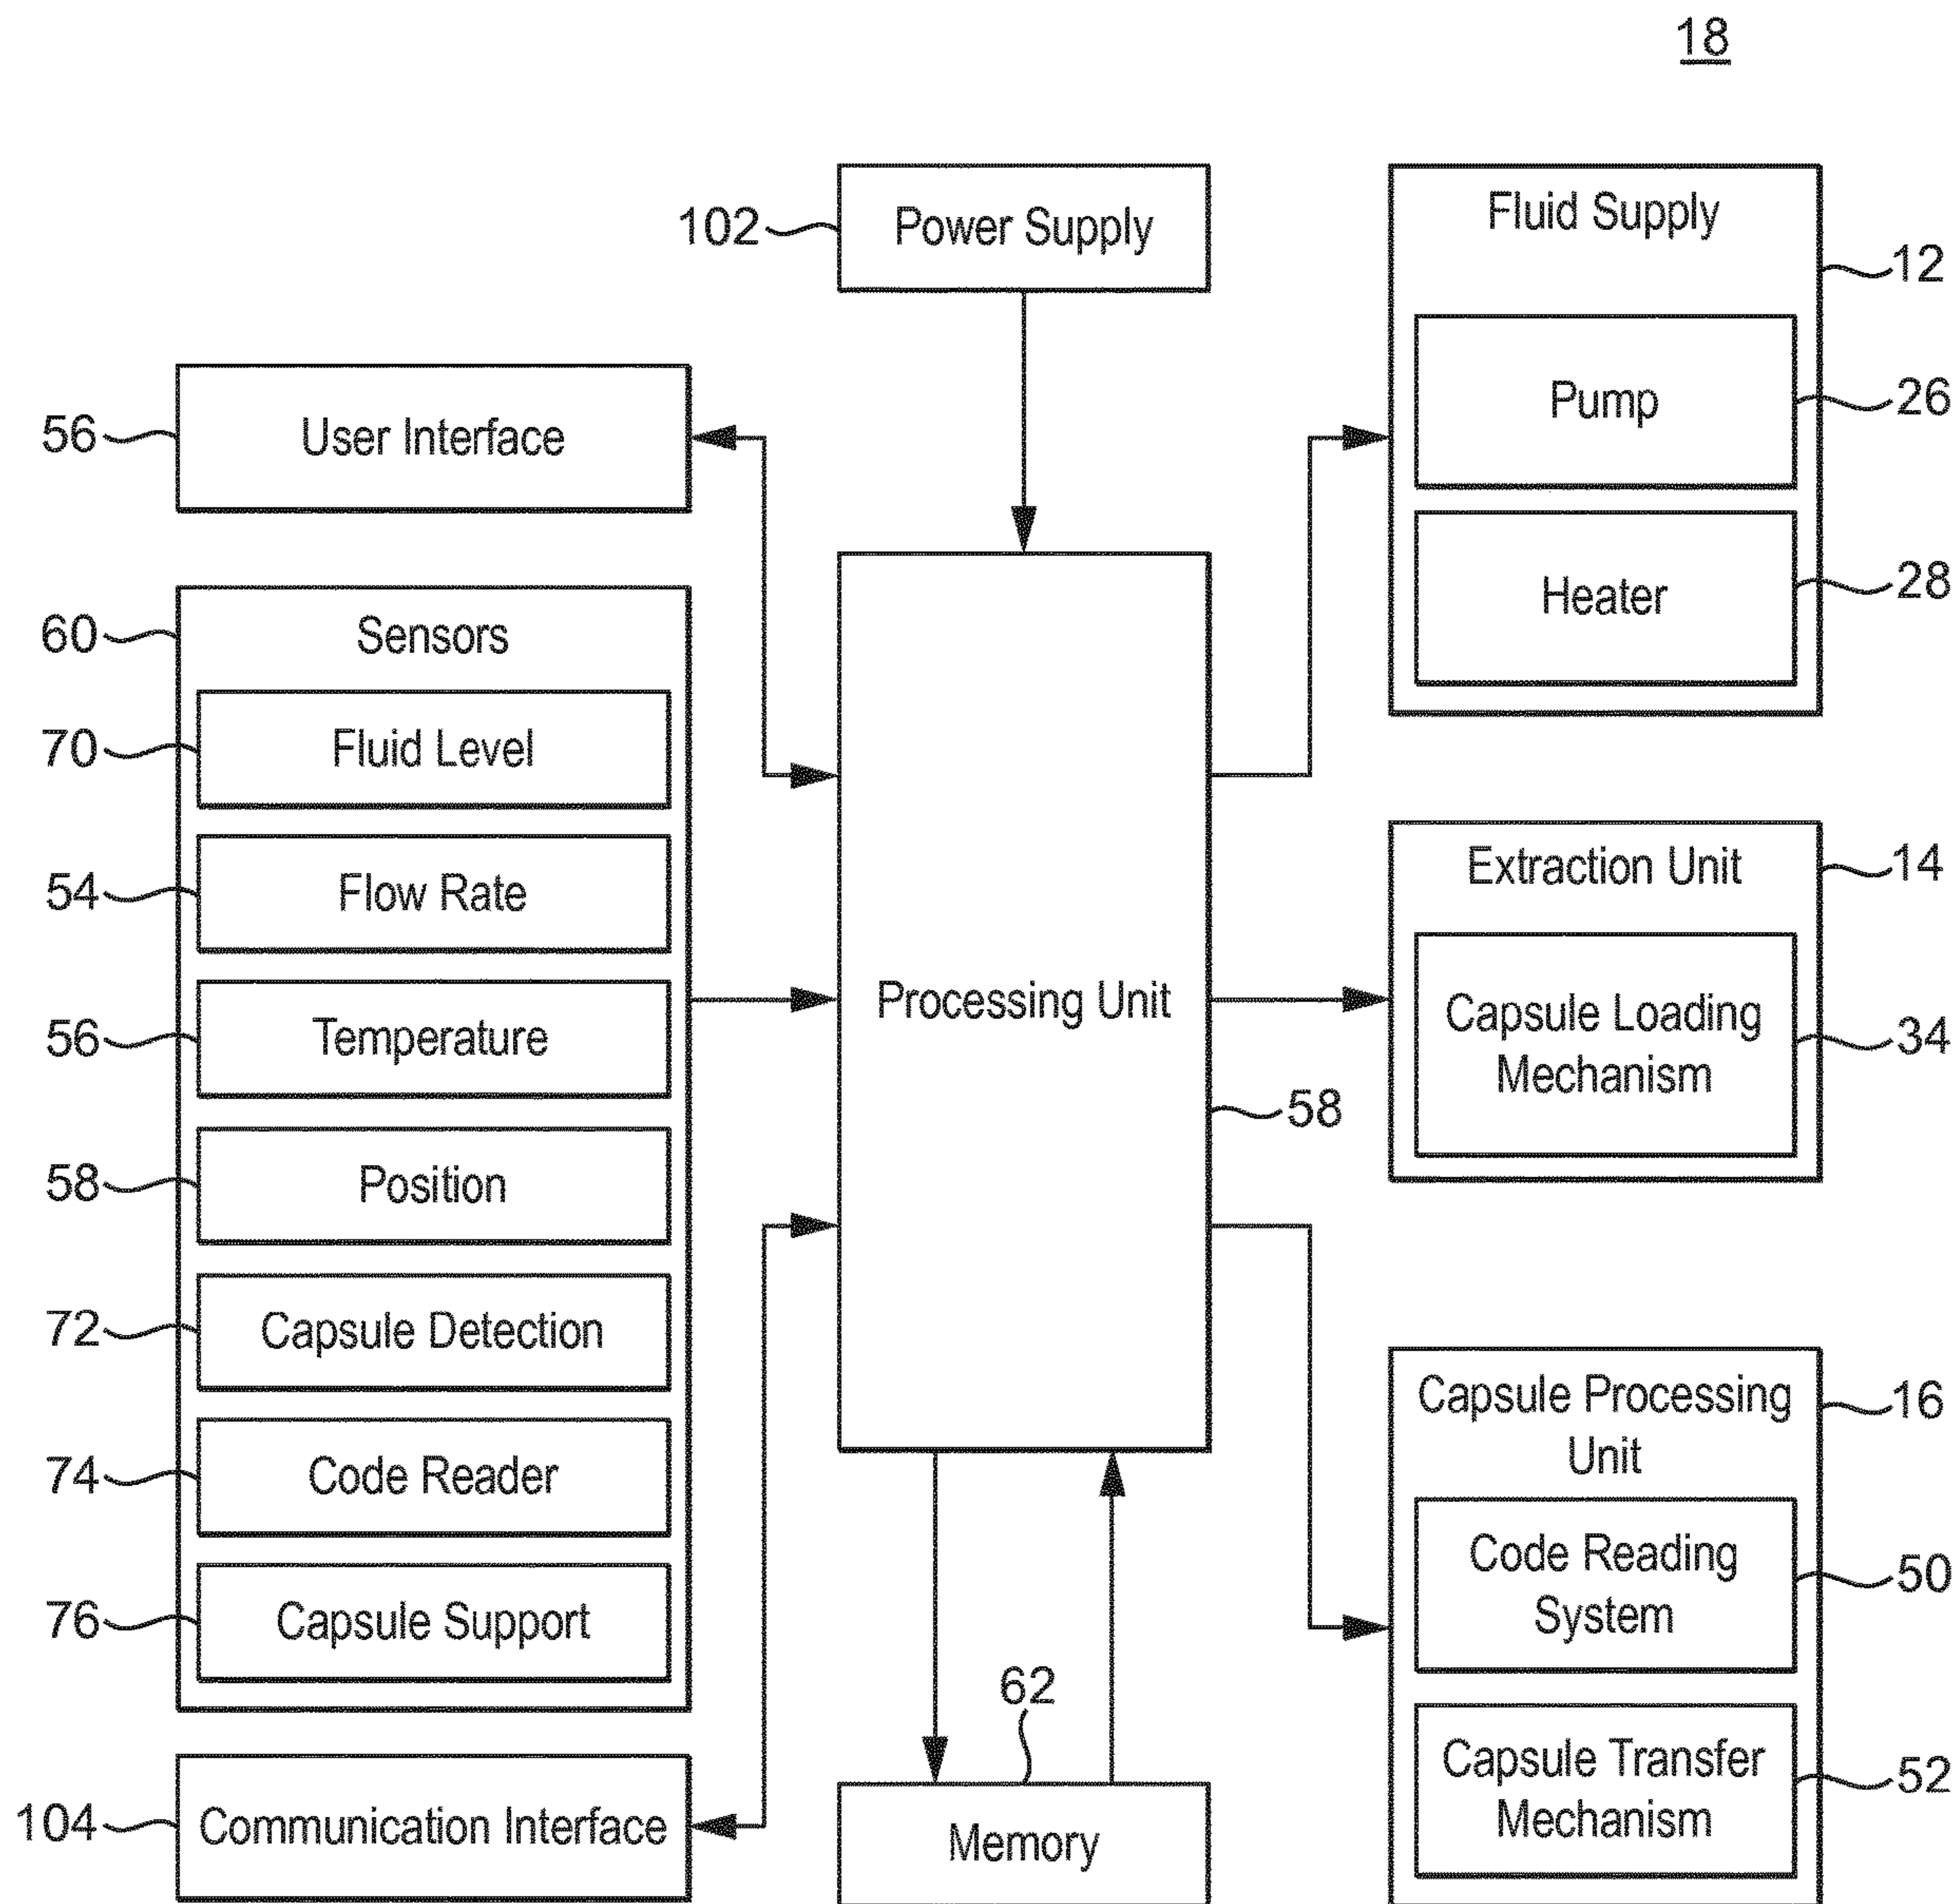 18
102
Power Supply
Fluid Supply
12
Pump
26
Heater
28
56
User Interface
60
Sensors
70
Fluid Level
54
Flow Rate
56
Temperature
58
Position
72
Capsule Detection
74
Code Reader
76
Capsule Support
104
Communication Interface
Processing Unit
58
62
Memory
Extraction Unit
14
Capsule Loading
Mechanism
34
Capsule Processing
Unit
16
Code Reading
System
50
Capsule Transfer
Mechanism
52